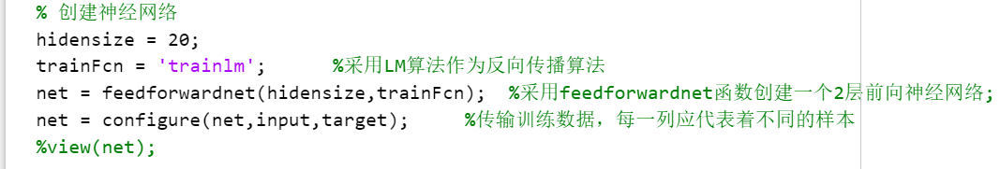 % 创建神经网络
hidensize = 20;
trainFcn = 'trainlm';      %采用LM算法作为反向传播算法
net = feedforwardnet(hidensize,trainFcn);  %采用feedforwardnet函数创建一个2层前向神经网络;
net = configure(net,input,target);     %传输训练数据，每一列应代表着不同的样本
%view(net);